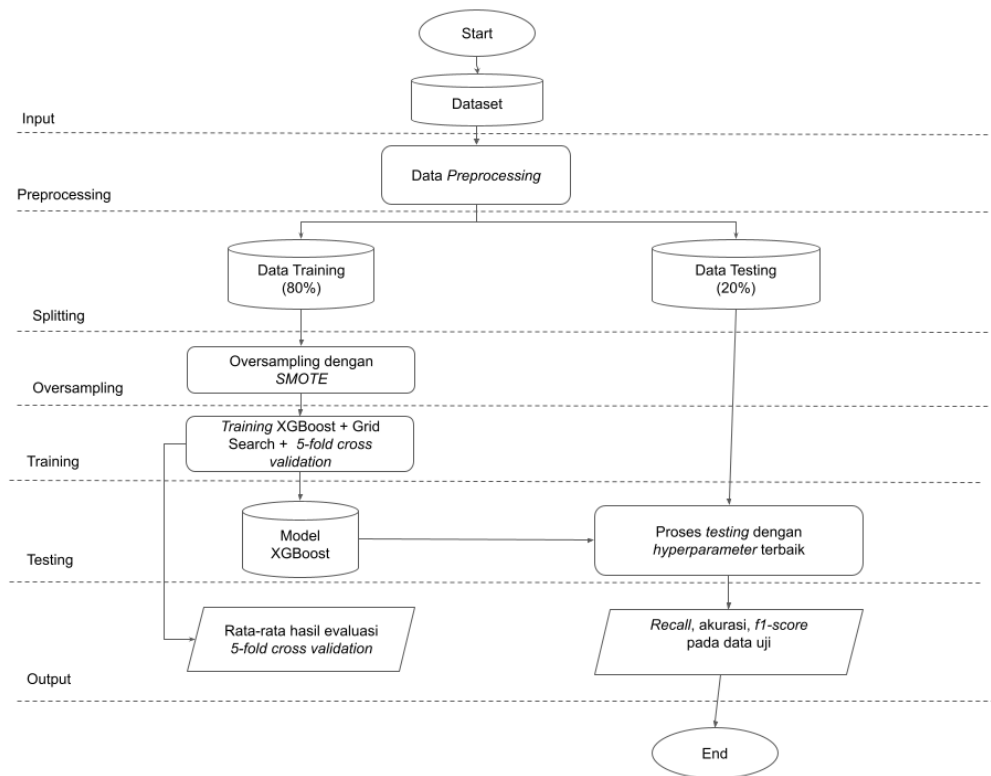 Start
Dataset
Input
Data Preprocessing
Preprocessing
Data Training
(80%)
Data Testing
(20%)
Splitting
Oversampling dengan
SMOTE
Oversampling
Training XGBoost + Grid
Search + 5-fold cross
validation
Training
Model
XGBoost
Proses testing dengan
hyperparameter terbaik
Testing
Rata-rata hasil evaluasi
5-fold cross validation
Recall, akurasi, f1-score
pada data uji
Output
End